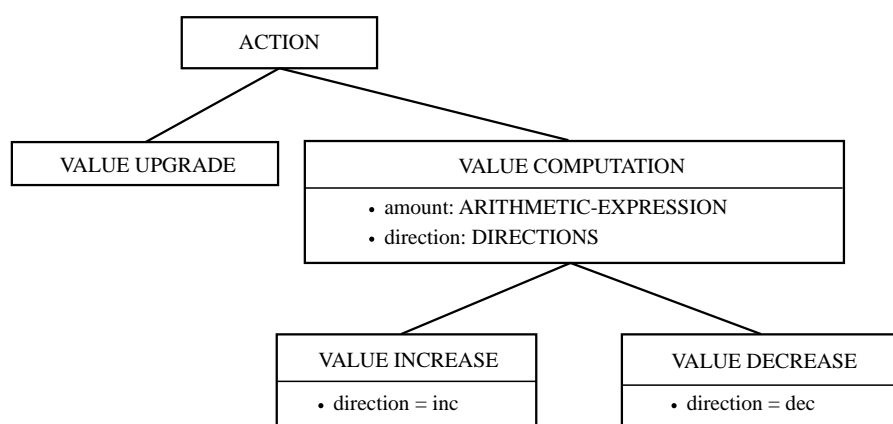 ACTION
VALUE UPGRADE
VALUE COMPUTATION
• amount: ARITHMETIC-EXPRESSION
• direction: DIRECTIONS
VALUE INCREASE
• direction = inc
VALUE DECREASE
• direction = dec